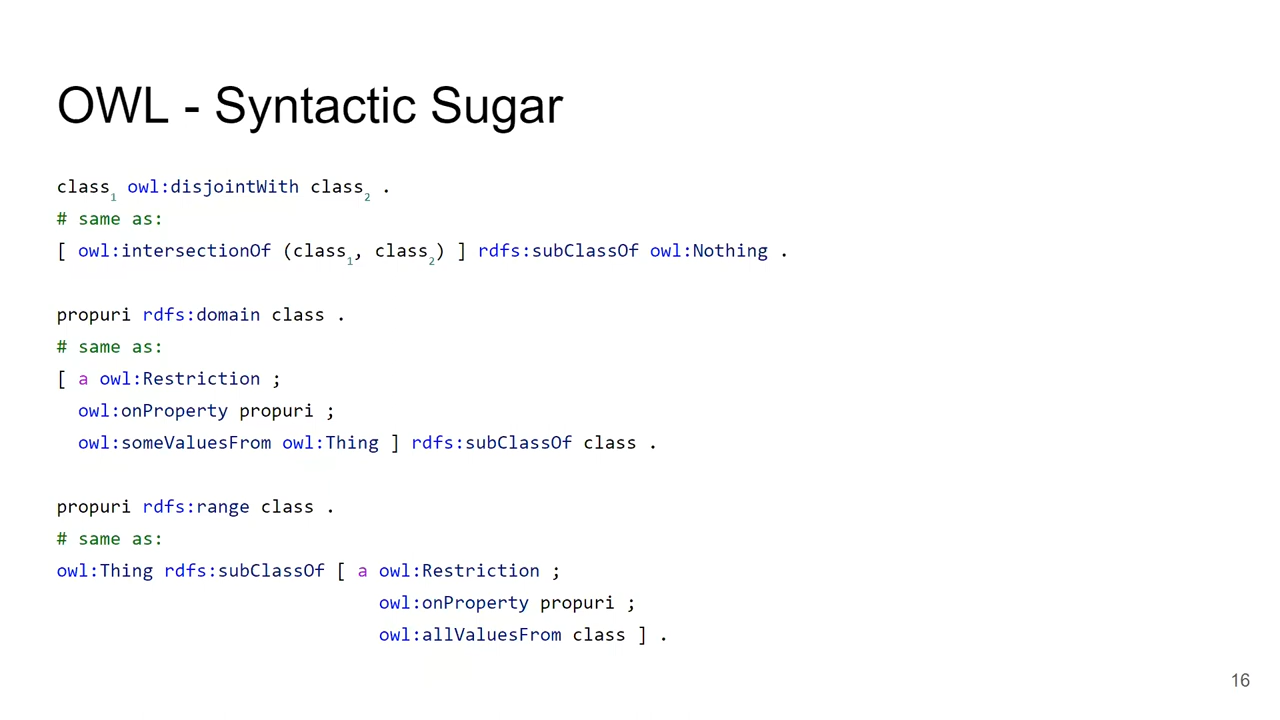 OWL - Syntactic Sugar
class₁ owl:disjointWith class₂ .
# same as:
[ owl:intersectionOf (class₁, class₂) ] rdfs:subClassOf owl:Nothing .
propuri rdfs:domain class .
# same as:
[ a owl:Restriction ;
owl:onProperty propuri ;
owl:someValuesFrom owl:Thing ] rdfs:subClassOf class .
propuri rdfs:range class .
# same as:
owl:Thing rdfs:subClassOf [ a owl:Restriction ;
owl:onProperty propuri ;
owl:allValuesFrom class ] .
16